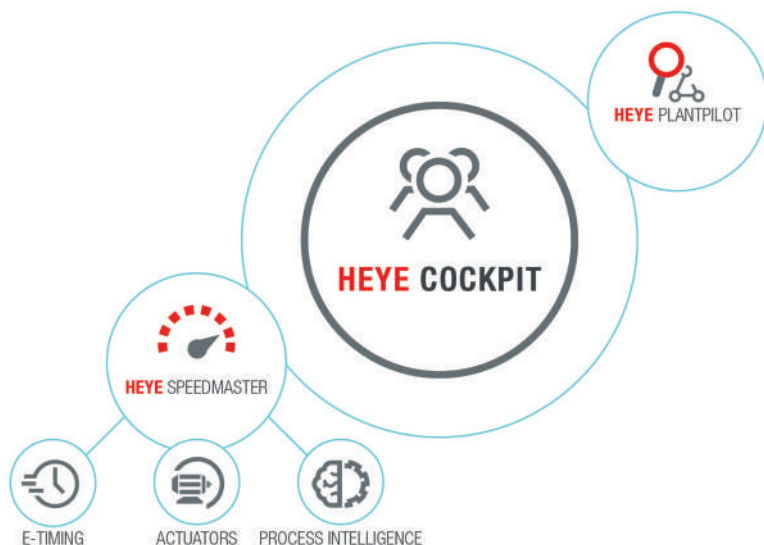 HEYE PLANTPILOT
HEYE COCKPIT
HEYE SPEEDMASTER
E-TIMING
ACTUATORS
PROCESS INTELLIGENCE